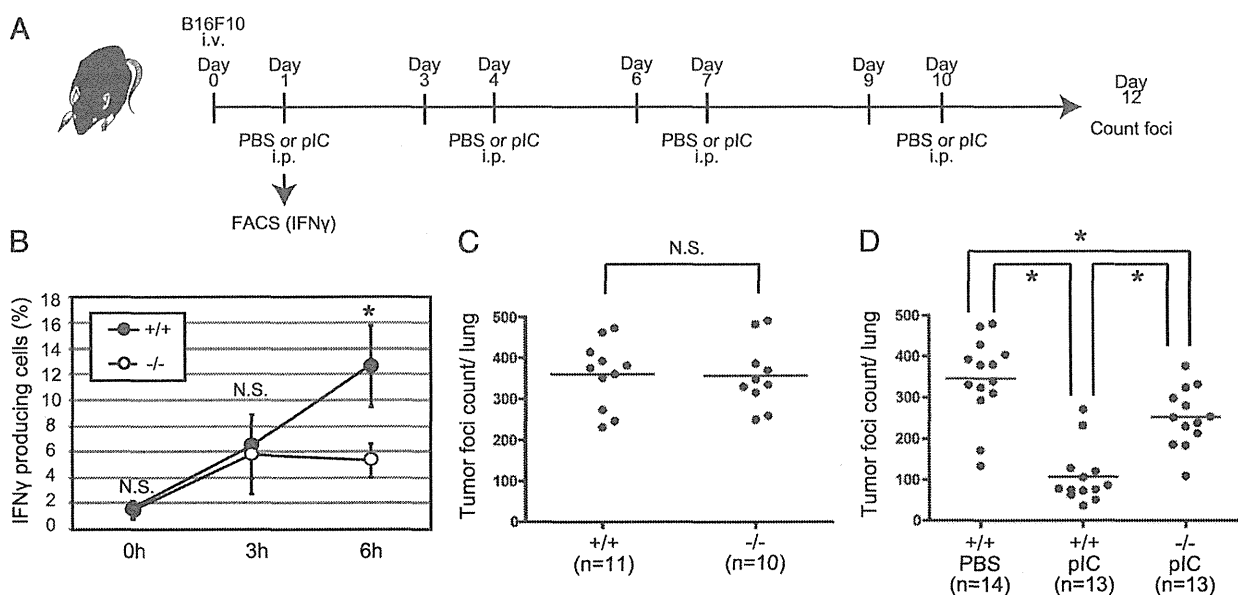 A
B16F10
i.v.
Day 0
Day 1
Day 3
Day 4
Day 6
Day 7
Day 9
Day 10
Day 12
Count foci
PBS or pIC
i.p.
PBS or pIC
i.p.
PBS or pIC
i.p.
PBS or pIC
i.p.
FACS (IFNγ)
B
IFNγ producing cells (%)
18
16
14
12
10
8
6
4
2
0
+/+
-/-
N.S.
N.S.
*
0h
3h
6h
C
N.S.
Tumor foci count/ lung
500
400
300
200
100
0
+/+
(n=11)
-/-
(n=10)
D
*
*
*
Tumor foci count/ lung
500
400
300
200
100
0
+/+
PBS
(n=14)
+/+
pIC
(n=13)
-/-
pIC
(n=13)